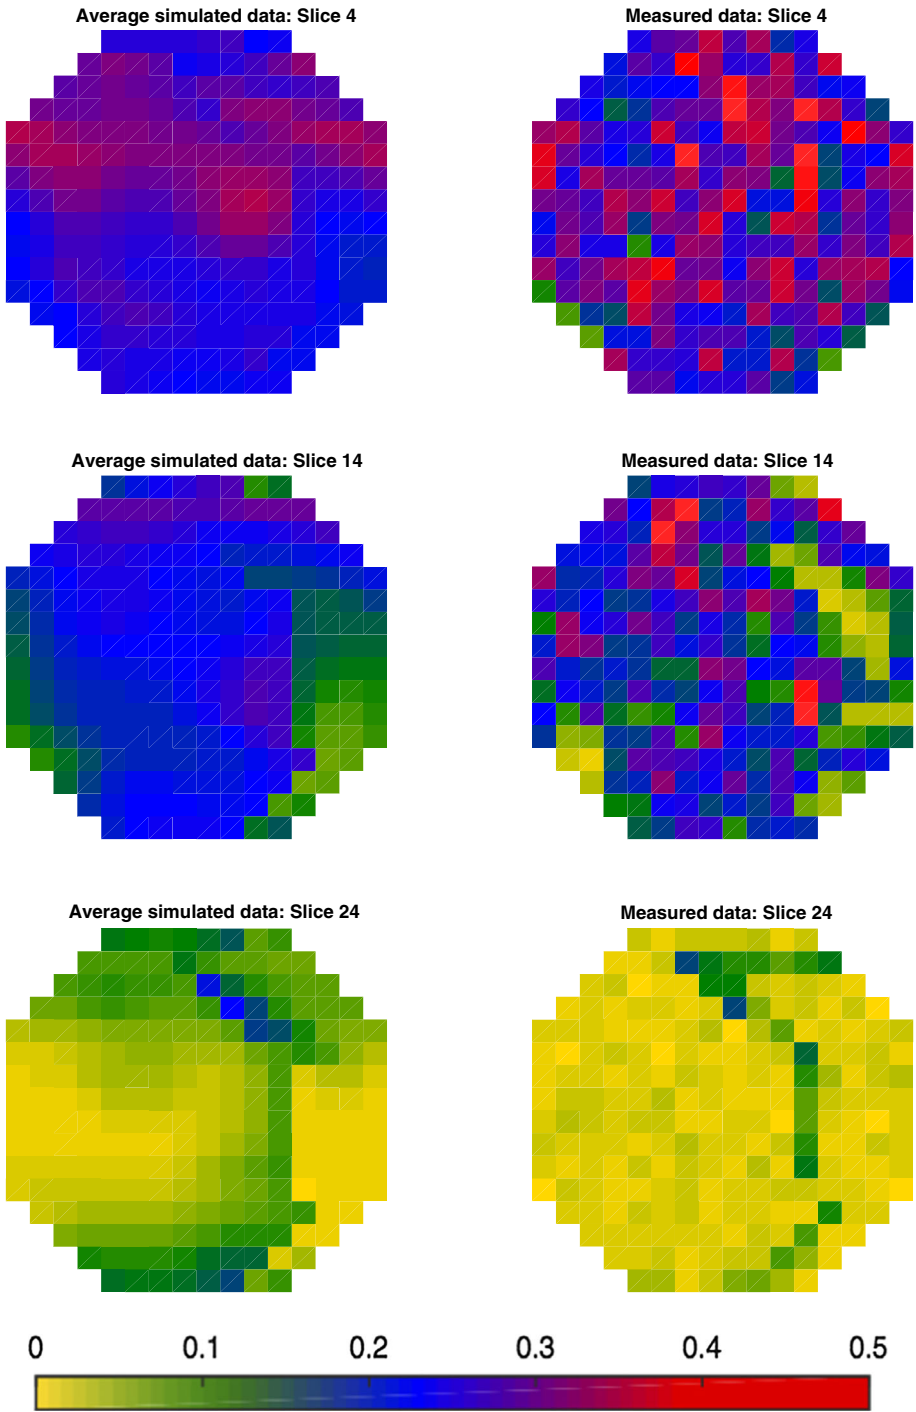 Average simulated data: Slice 4
Measured data: Slice 4
Average simulated data: Slice 14
Measured data: Slice 14
Average simulated data: Slice 24
Measured data: Slice 24
0 0.1 0.2 0.3 0.4 0.5